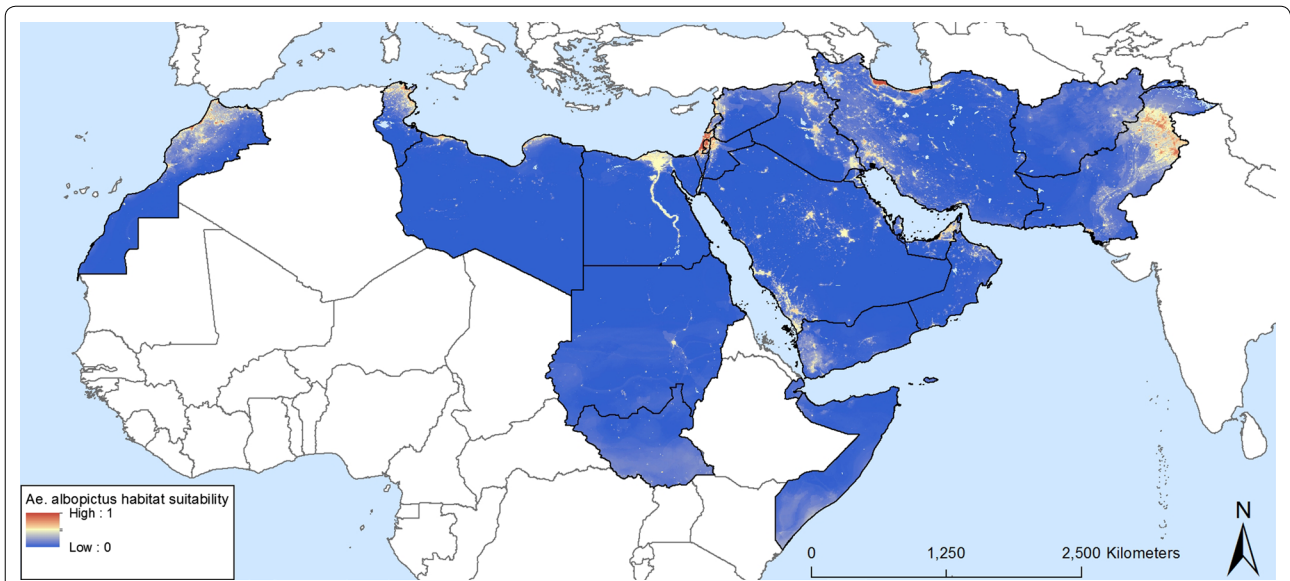 Ae. albopictus habitat suitability
High : 1
Low : 0
N
0 1,250 2,500 Kilometers